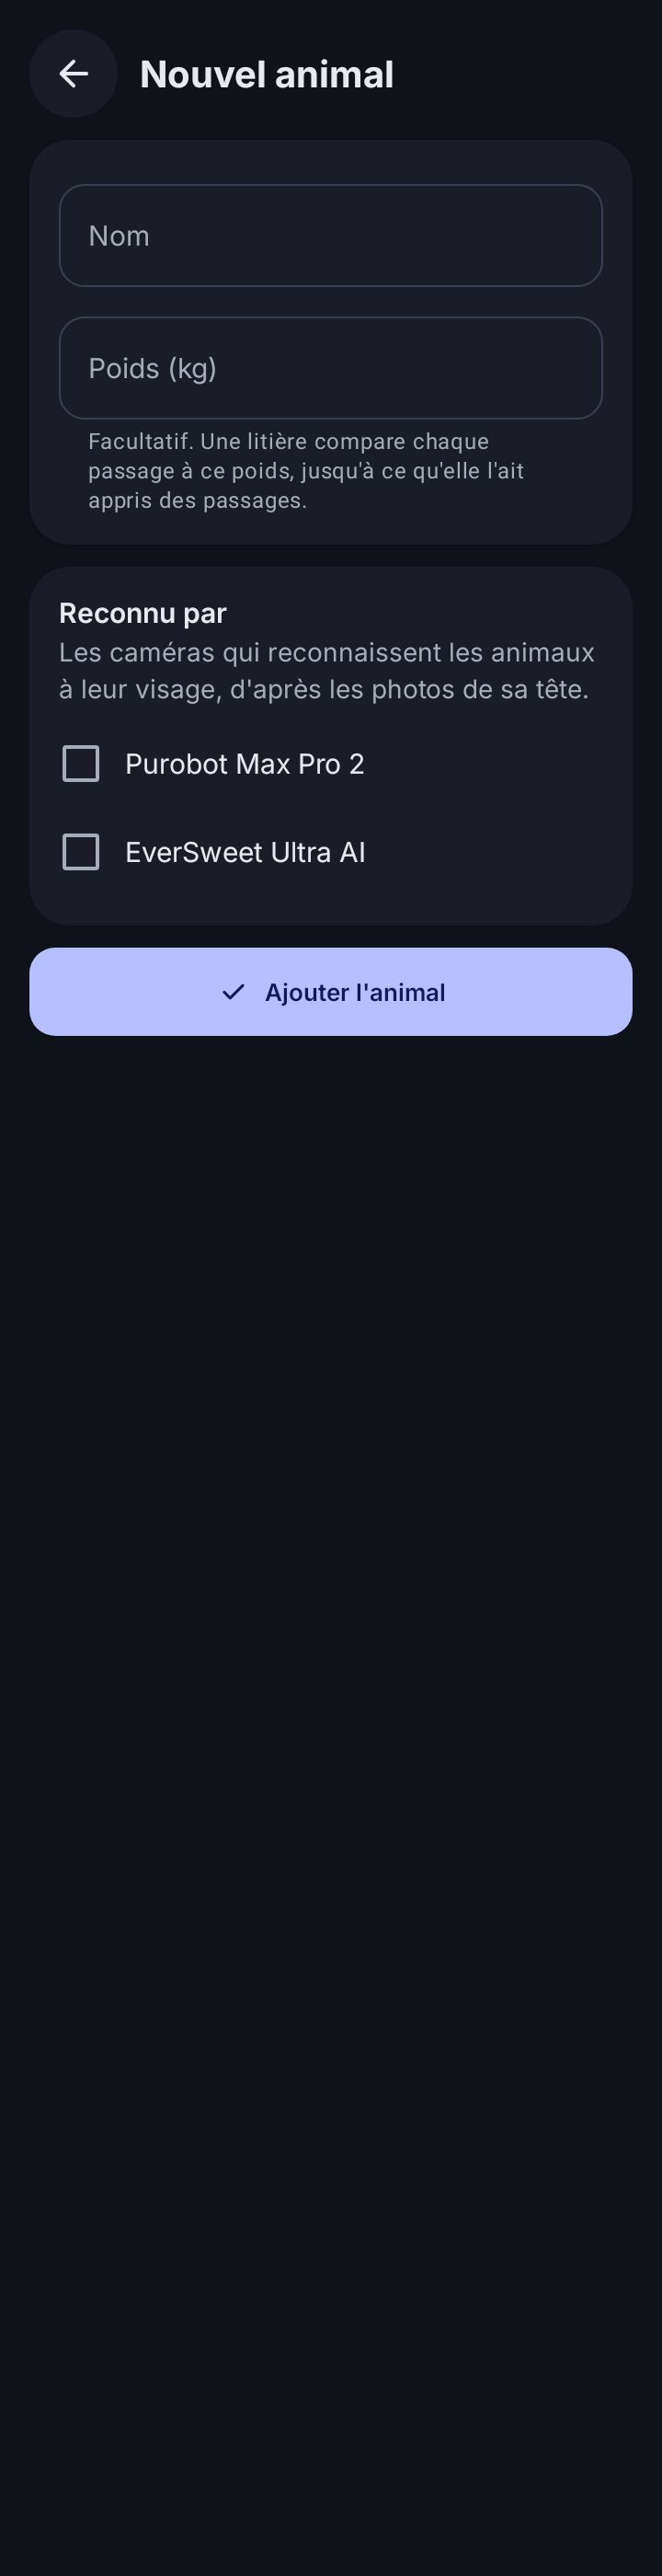 Nouvel animal
Nom
Poids (kg)
Facultatif. Une litière compare chaque
passage à ce poids, jusqu'à ce qu'elle l'ait
appris des passages.
Reconnu par
Les caméras qui reconnaissent les animaux
à leur visage, d'après les photos de sa tête.
Purobot Max Pro 2
EverSweet Ultra AI
Ajouter l'animal